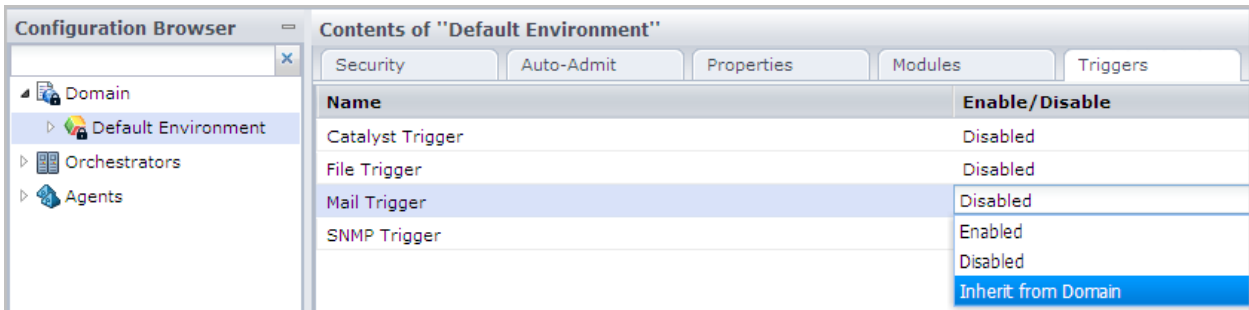 Configuration Browser
Contents of "Default Environment"
Security Auto-Admit Properties Modules Triggers
Domain
Default Environment
Orchestrators
Agents
Name Enable/Disable
Catalyst Trigger Disabled
File Trigger Disabled
Mail Trigger Disabled
SNMP Trigger
Enabled
Disabled
Inherit from Domain